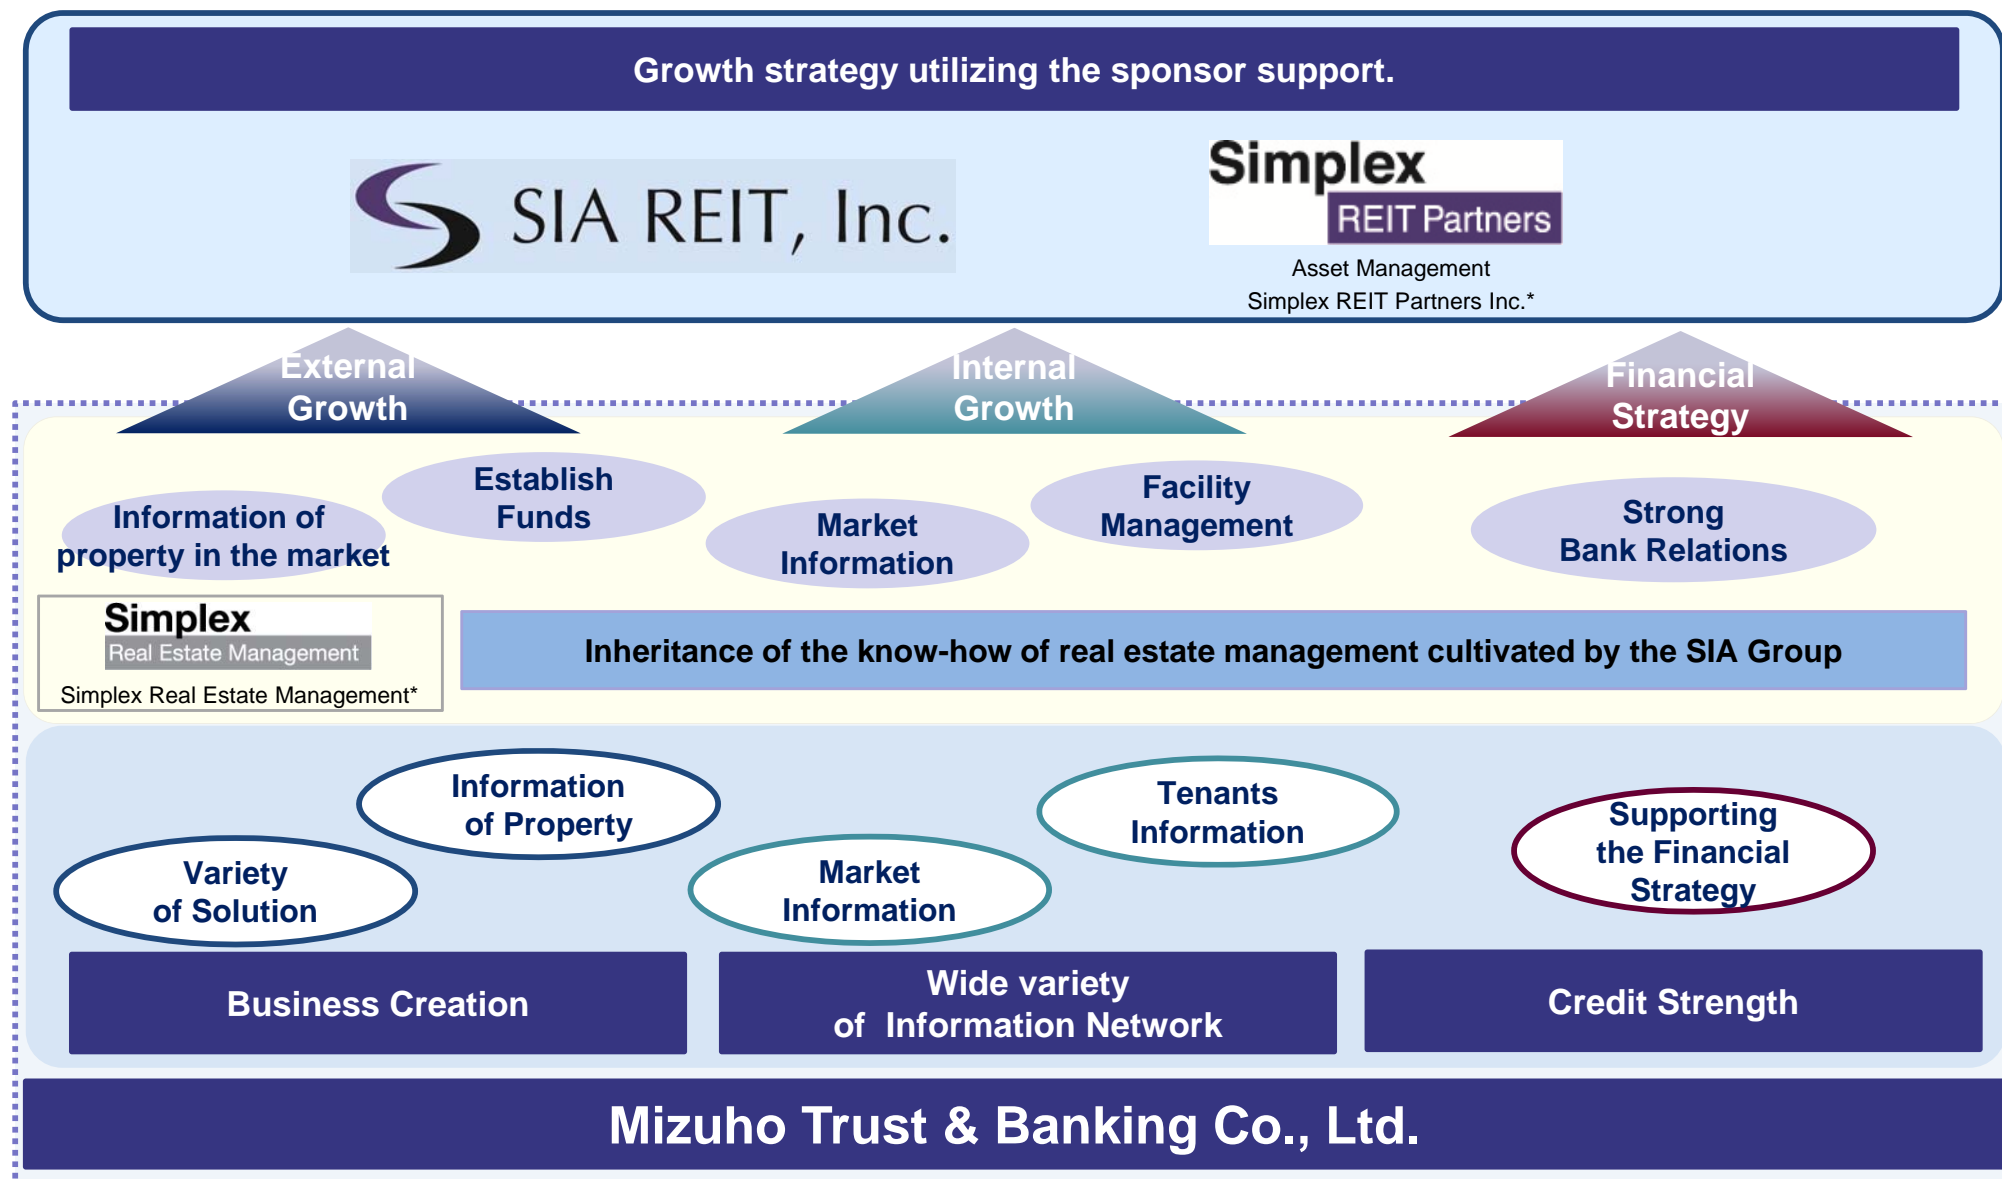 Growth strategy utilizing the sponsor support.
SIA REIT, Inc.
Simplex
REIT Partners
Asset Management
Simplex REIT Partners Inc.*
External
Growth
Internal
Growth
Financial
Strategy
Establish
Funds
Information of
property in the market
Market
Information
Facility
Management
Strong
Bank Relations
Simplex
Real Estate Management
Simplex Real Estate Management*
Inheritance of the know-how of real estate management cultivated by the SIA Group
Information
of Property
Variety
of Solution
Tenants
Information
Market
Information
Supporting
the Financial
Strategy
Business Creation
Wide variety
of Information Network
Credit Strength
Mizuho Trust & Banking Co., Ltd.